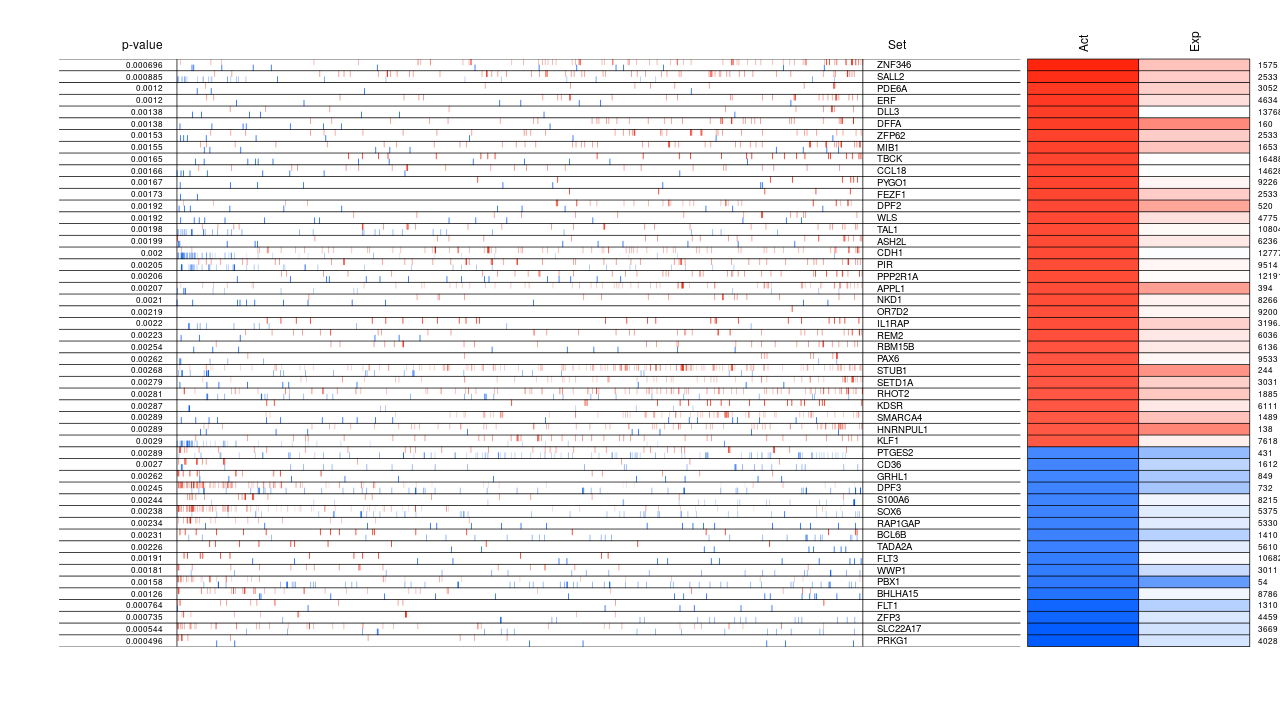 p-value Set Act Exp
0.000696 ZNF346 1575
0.000885 SALL2 2533
0.0012 PDE6A 3052
0.0012 ERF 4634
0.00138 DLL3 13768
0.00138 DFFA 160
0.00153 ZFP62 2533
0.00155 MIB1 1653
0.00165 TBCK 16488
0.00166 CCL18 14628
0.00167 PYGO1 9226
0.00173 FEZF1 2533
0.00192 DPF2 520
0.00192 WLS 4775
0.00198 TAL1 10804
0.00199 ASH2L 6236
0.002 CDH1 12777
0.00205 PIR 9514
0.00206 PPP2R1A 1219
0.00207 APPL1 394
0.0021 NKD1 8266
0.00219 OR7D2 9200
0.0022 IL1RAP 3196
0.00223 REM2 6036
0.00254 RBM15B 6136
0.00262 PAX6 9533
0.00268 STUB1 244
0.00279 SETD1A 3031
0.00281 RHOT2 1885
0.00287 KDSR 6111
0.00289 SMARCA4 1489
0.00289 HNRNPUL1 138
0.0029 KLF1 7618
0.00289 PTGES2 431
0.0027 CD36 1612
0.00262 GRHL1 849
0.00245 DPF3 732
0.00244 S100A6 8215
0.00238 SOX6 5375
0.00234 RAP1GAP 5330
0.00231 BCL6B 1410
0.00226 TADA2A 5610
0.00191 FLT3 10682
0.00181 WWP1 3011
0.00158 PBX1 54
0.00126 BHLHA15 8786
0.000764 FLT1 1310
0.000735 ZFP3 4459
0.000544 SLC22A17 3669
0.000496 PRKG1 4028